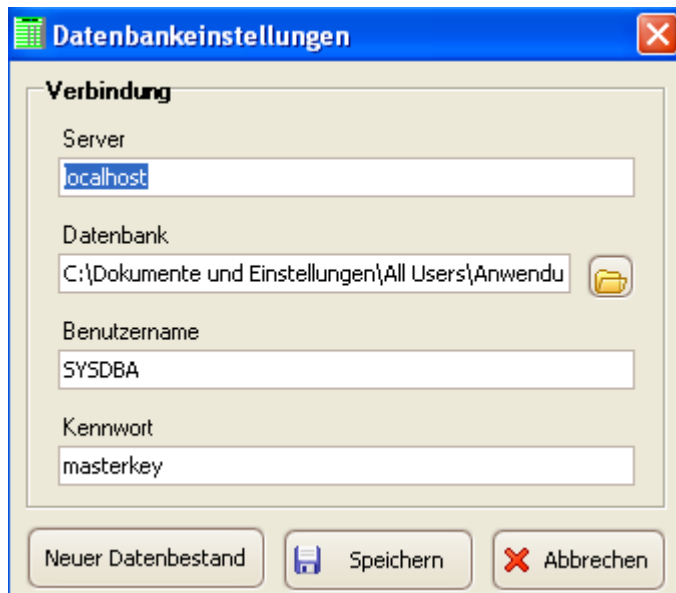 Datenbankeinstellungen
Verbindung
Server
localhost
Datenbank
C:\Dokumente und Einstellungen\All Users\Anwendu
Benutzername
SYSDBA
Kennwort
masterkey
Neuer Datenbestand Speichern Abbrechen